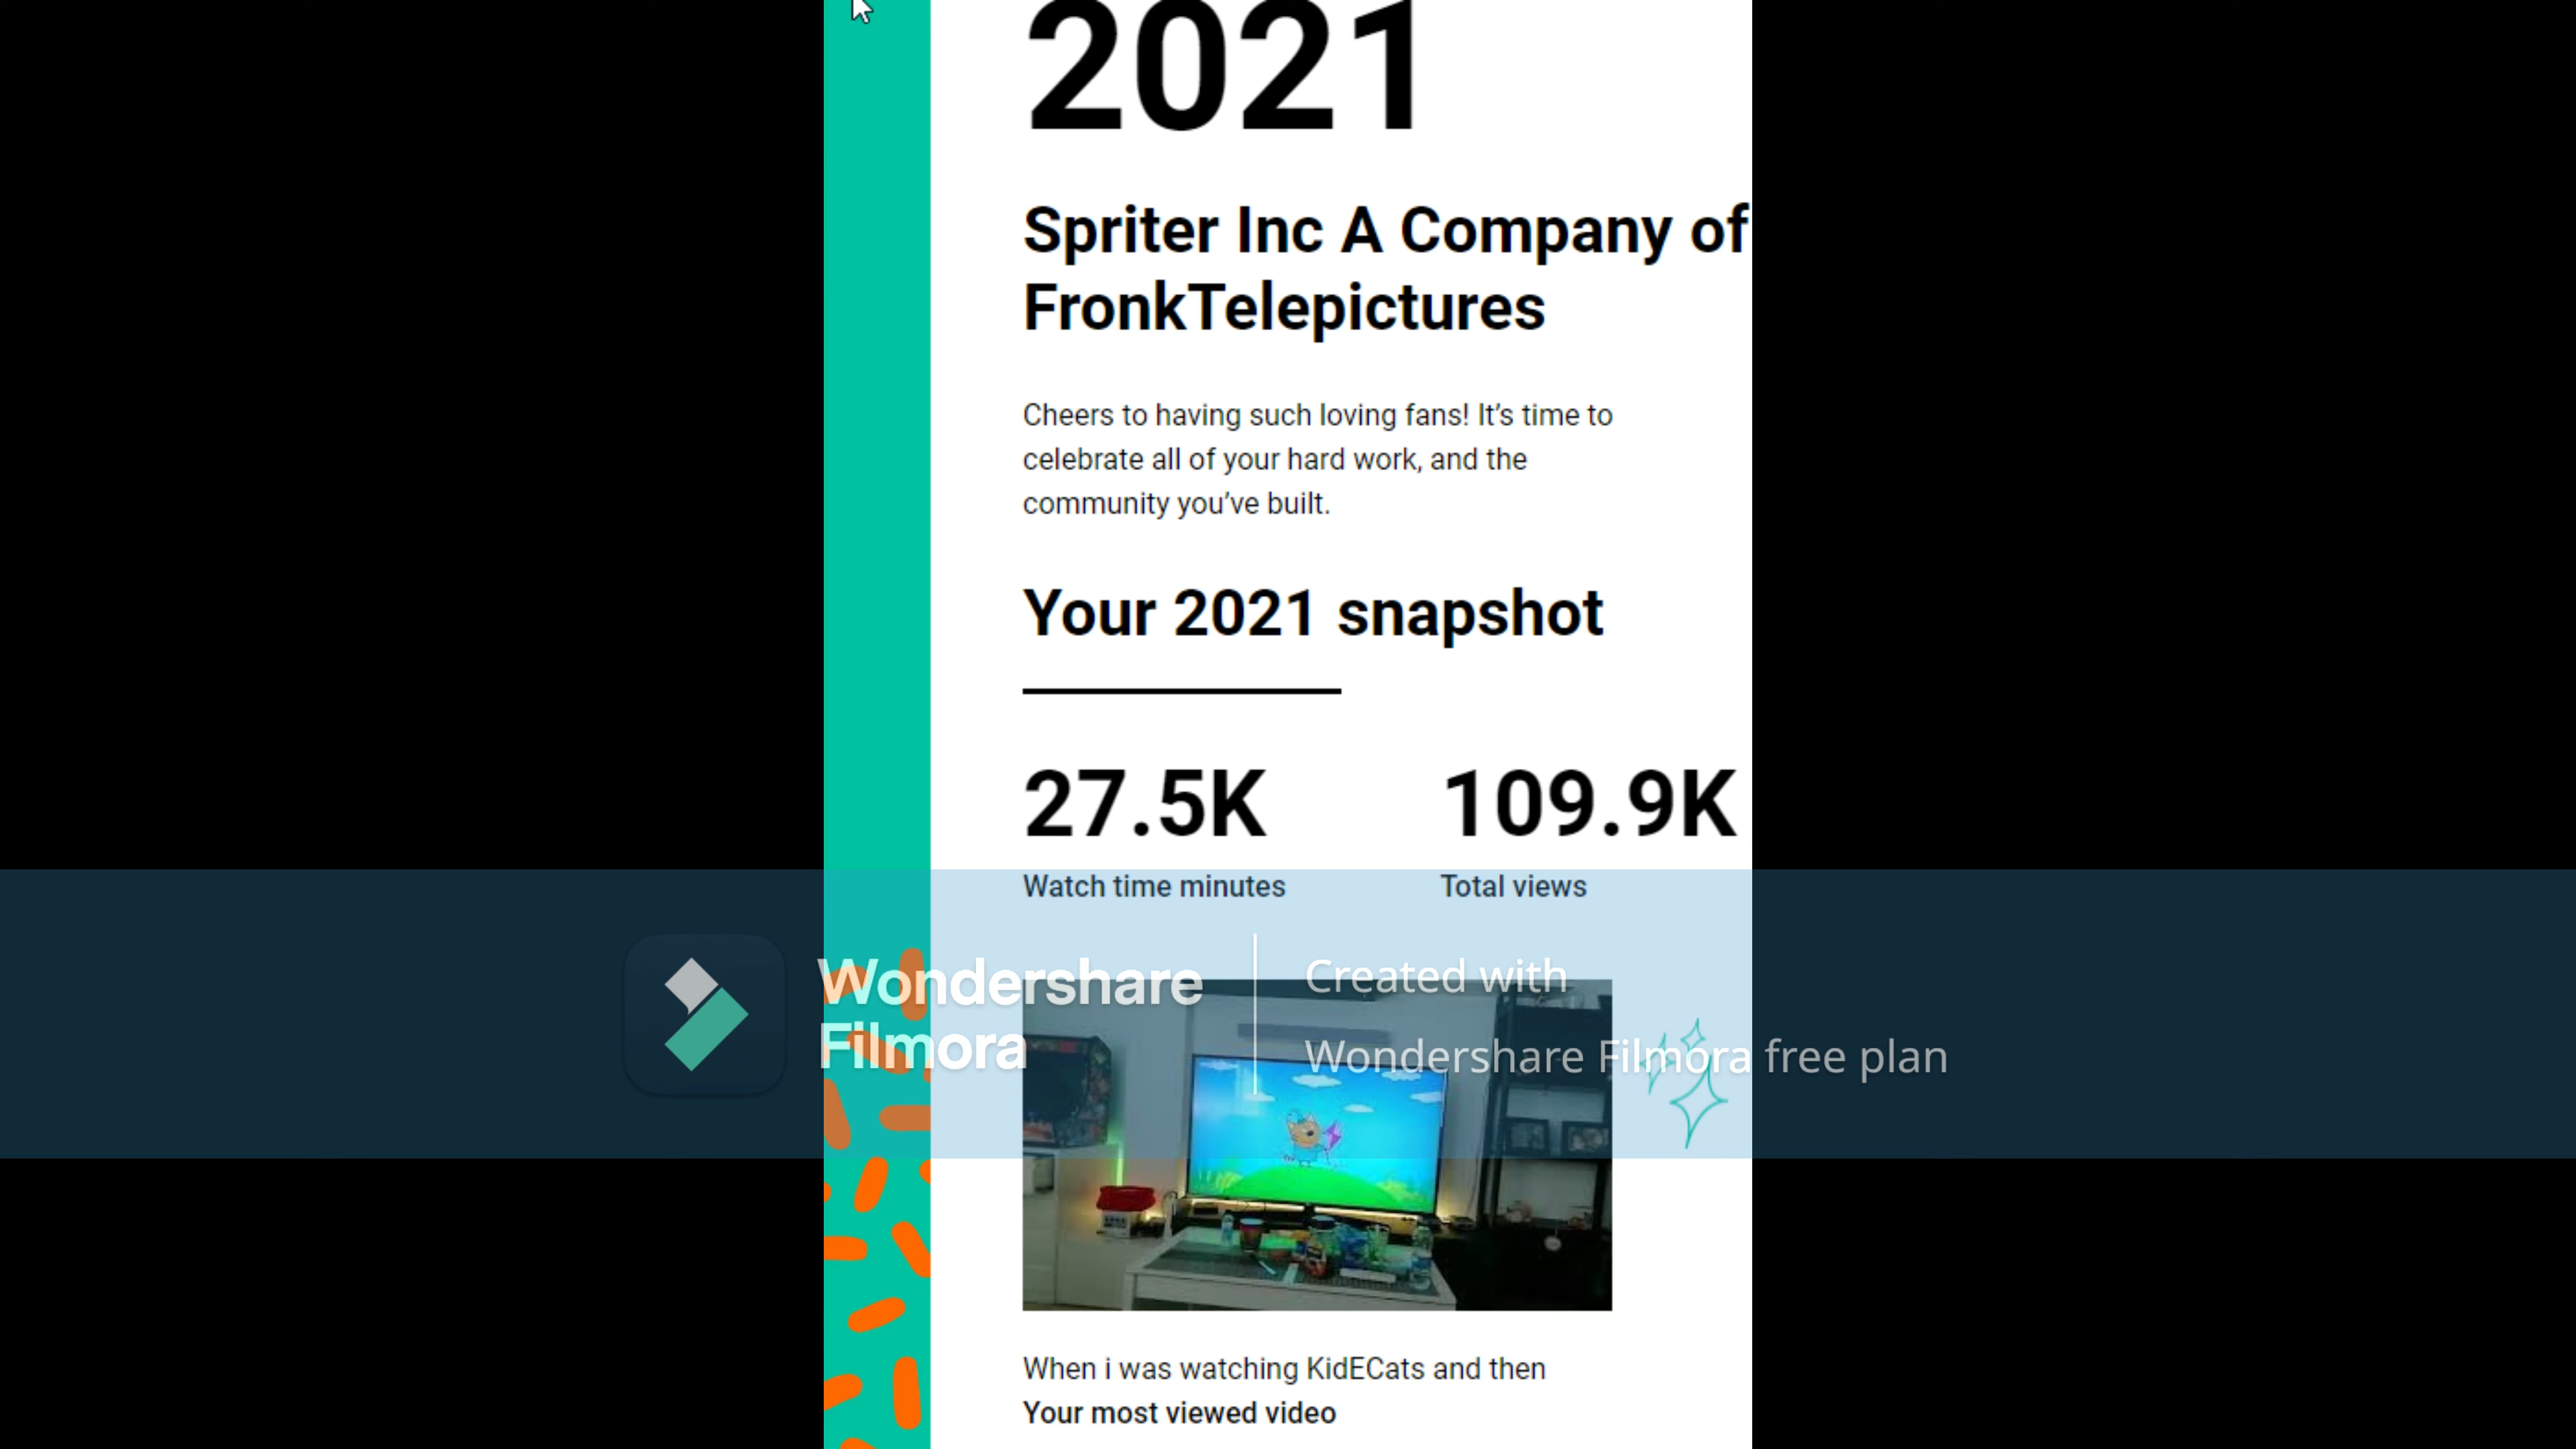 2021
Spriter Inc A Company of
FronkTelepictures
Cheers to having such loving fans! It’s time to
celebrate all of your hard work, and the
community you’ve built.
Your 2021 snapshot
27.5K
109.9K
Watch time minutes
Total views
Wondershare
Filmora
Created with
Wondershare Filmora free plan
When i was watching KidECats and then
Your most viewed video